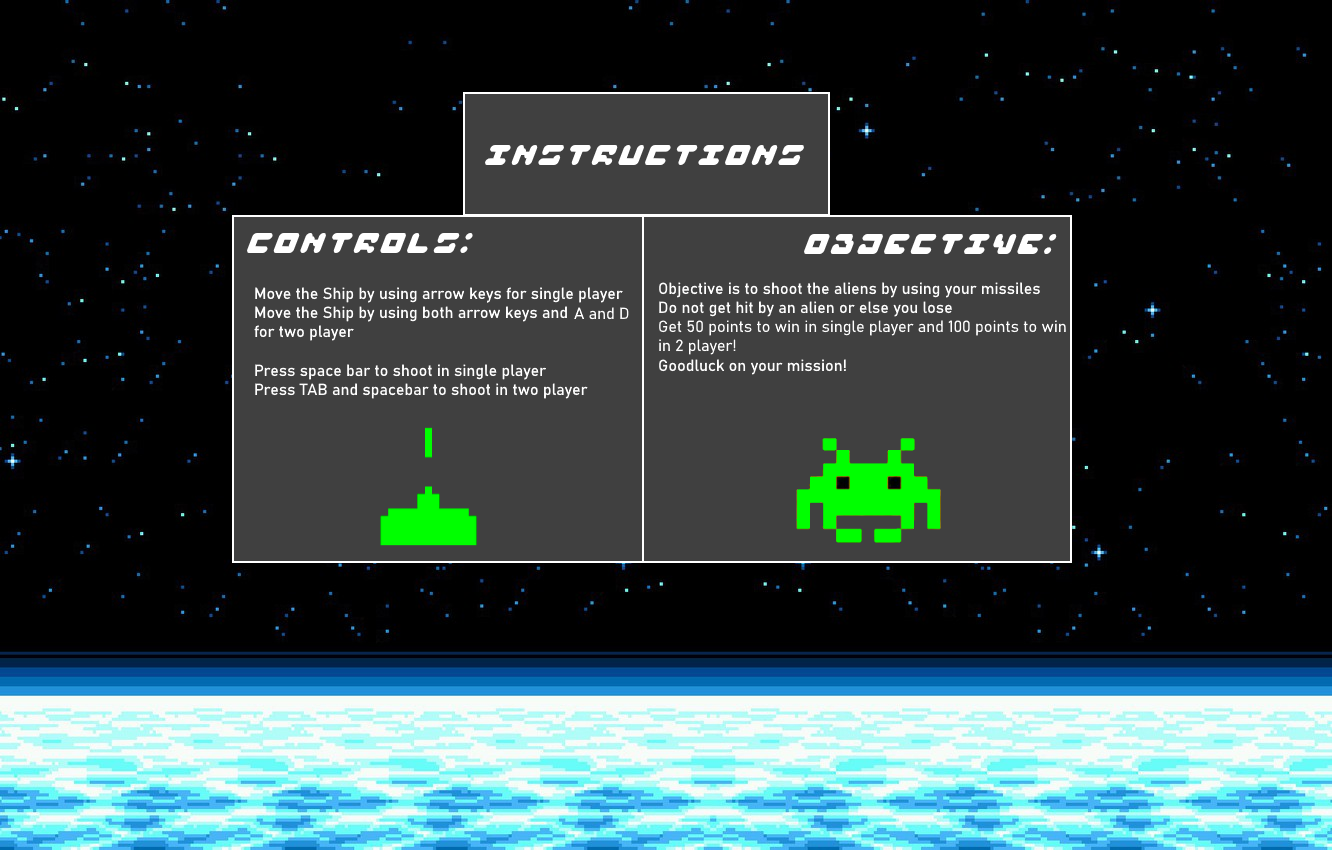 INSTRUCTIONS
CONTROLS:
Move the Ship by using arrow keys for single player
Move the Ship by using both arrow keys and A and D
for two player
Press space bar to shoot in single player
Press TAB and spacebar to shoot in two player
OBJECTIVE:
Objective is to shoot the aliens by using your missiles
Do not get hit by an alien or else you lose
Get 50 points to win in single player and 100 points to win
in 2 player!
Goodluck on your mission!